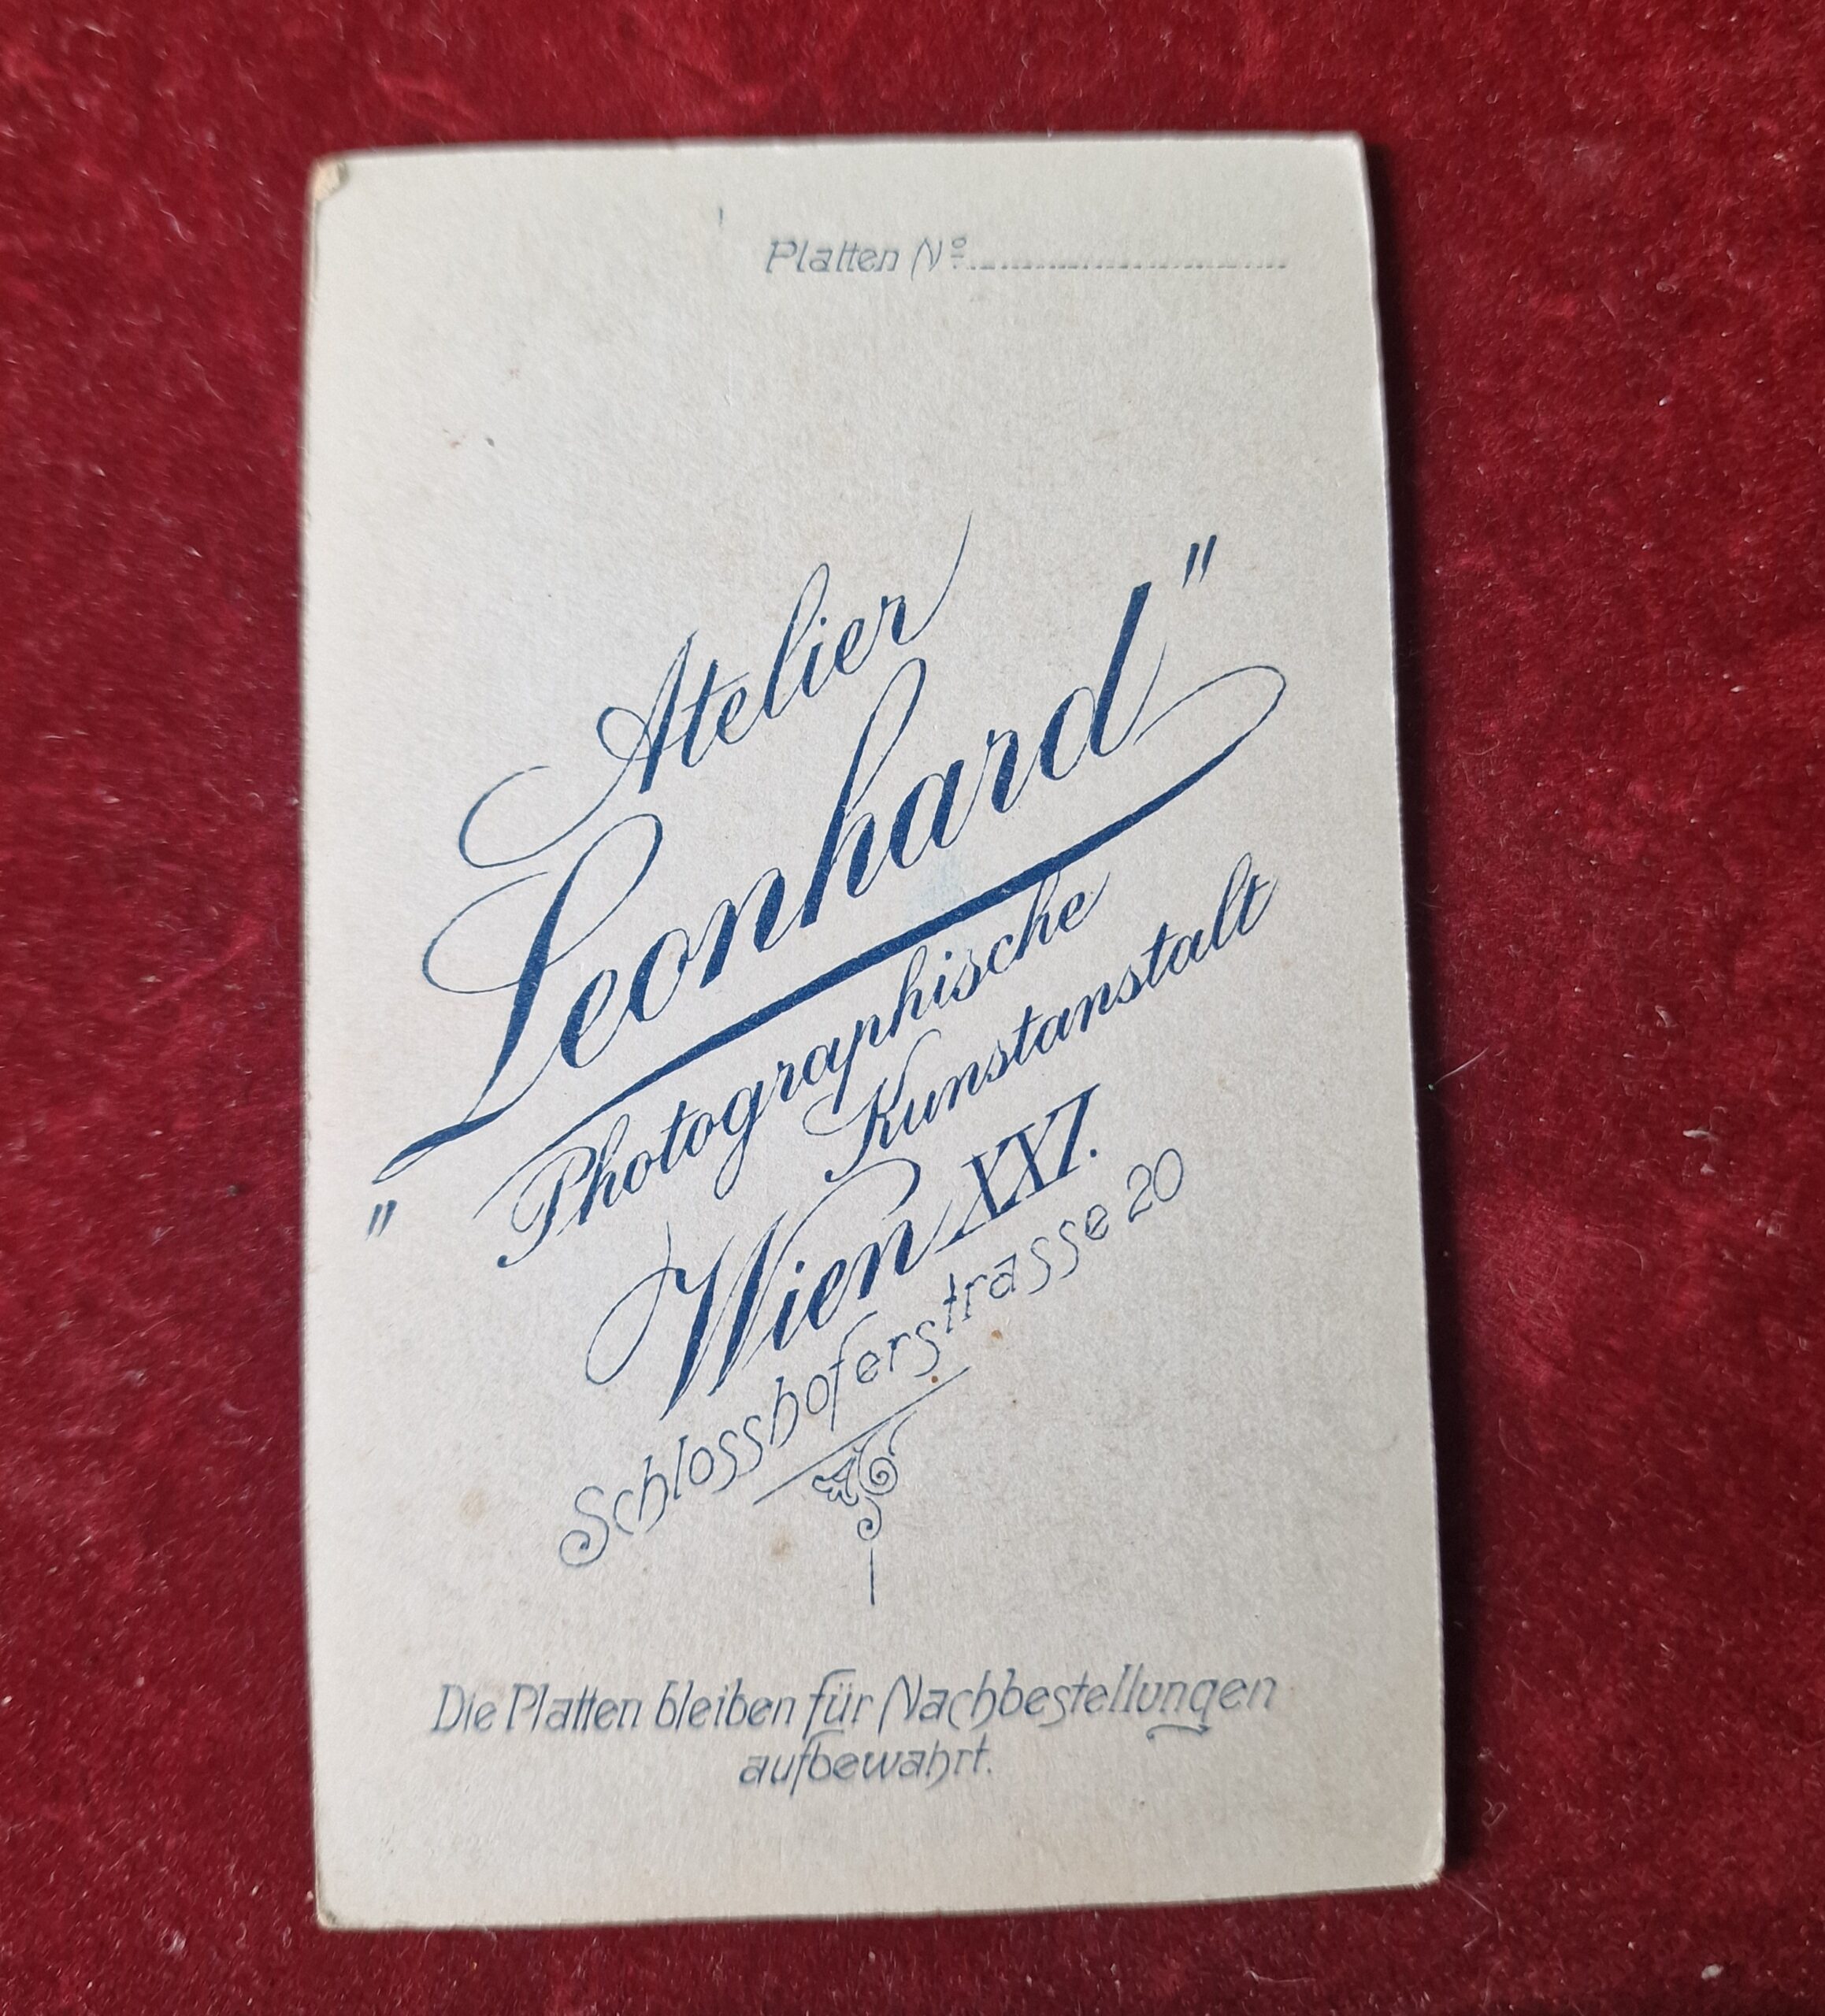 Platten Nº
Atelier
„Leonhard"
Photographische
Kunstanstalt
Wien XXI.
Schlosshoferstrasse 20
Die Platten bleiben für Nachbestellungen
aufbewahrt.